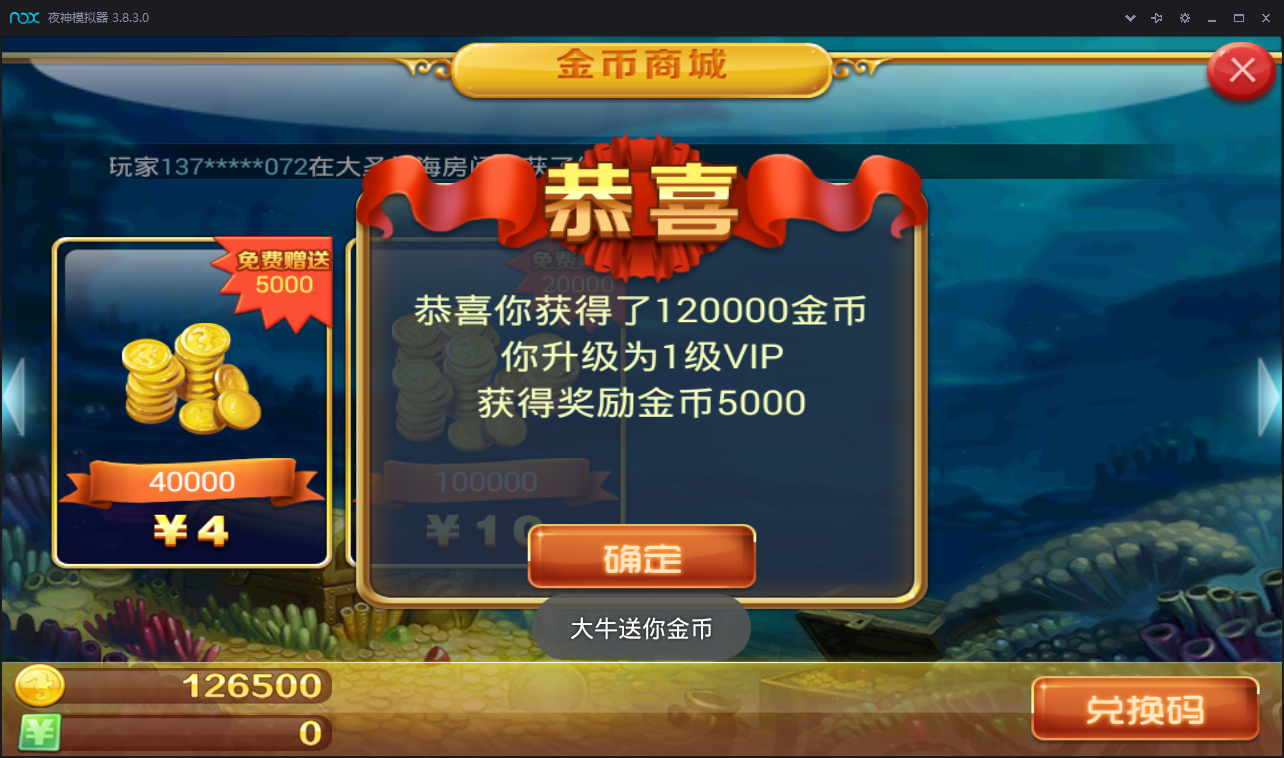 nox 夜神模拟器 3.8.3.0
金币商城
玩家137*****072在大圣 海房间 获了
恭喜
免费赠送
5000
免费
20000
恭喜你获得了120000金币
你升级为1级VIP
获得奖励金币5000
40000
¥4
100000
¥10
确定
大牛送你金币
126500
¥
0
兑换码